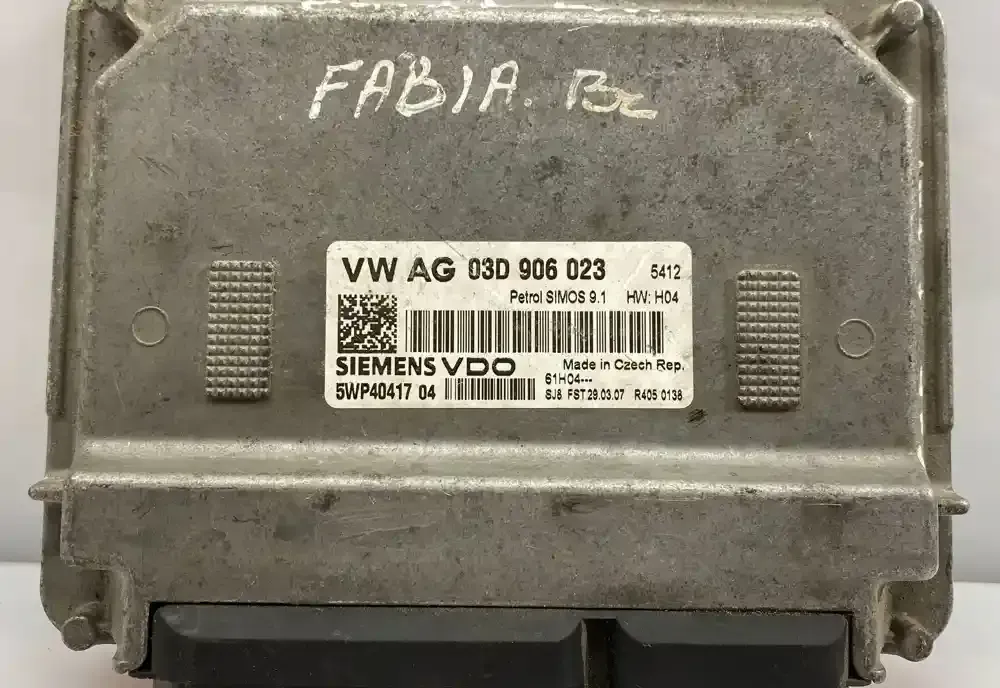 FABIA. Bz
VW AG 03D 906 023 5412
Petrol SIMOS 9.1 HW: H04
SIEMENS VDO Made in Czech Rep.
61H04---
5WP40417 04 SJ8 FST 29.03.07 R405 0138